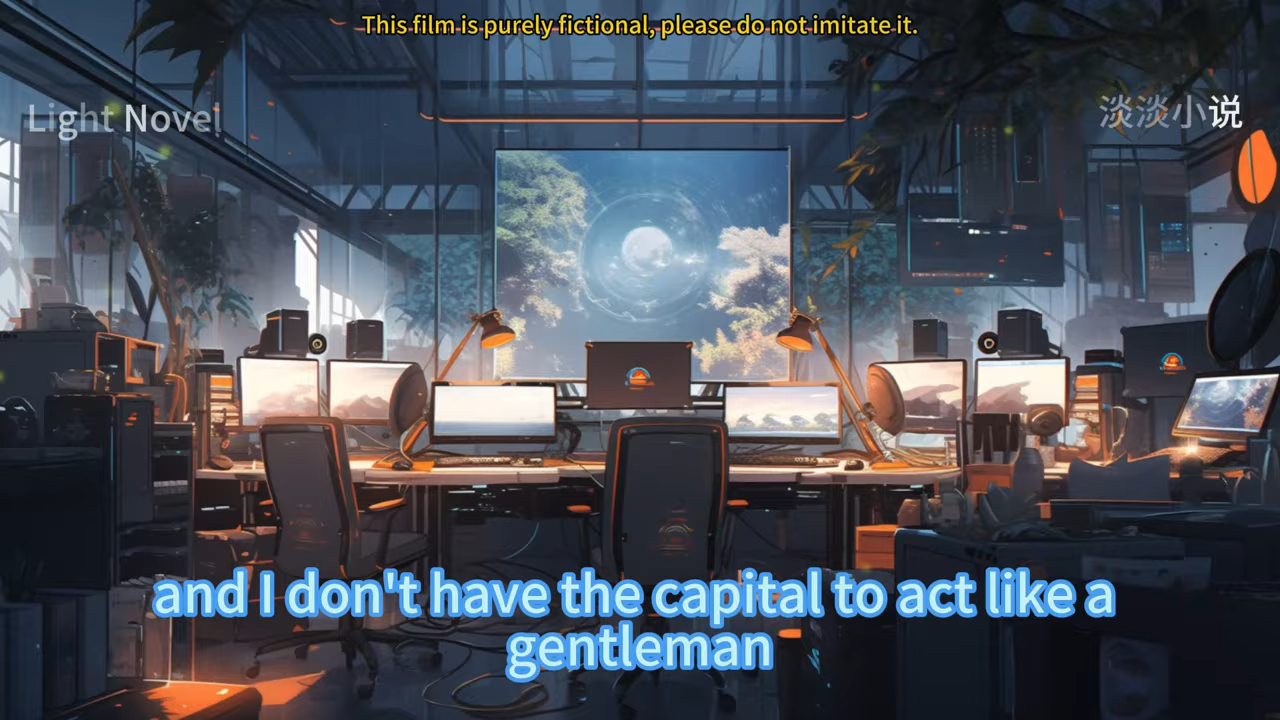 This film is purely fictional, please do not imitate it.
Light Novel
淡淡小说
and I don't have the capital to act like a
gentleman